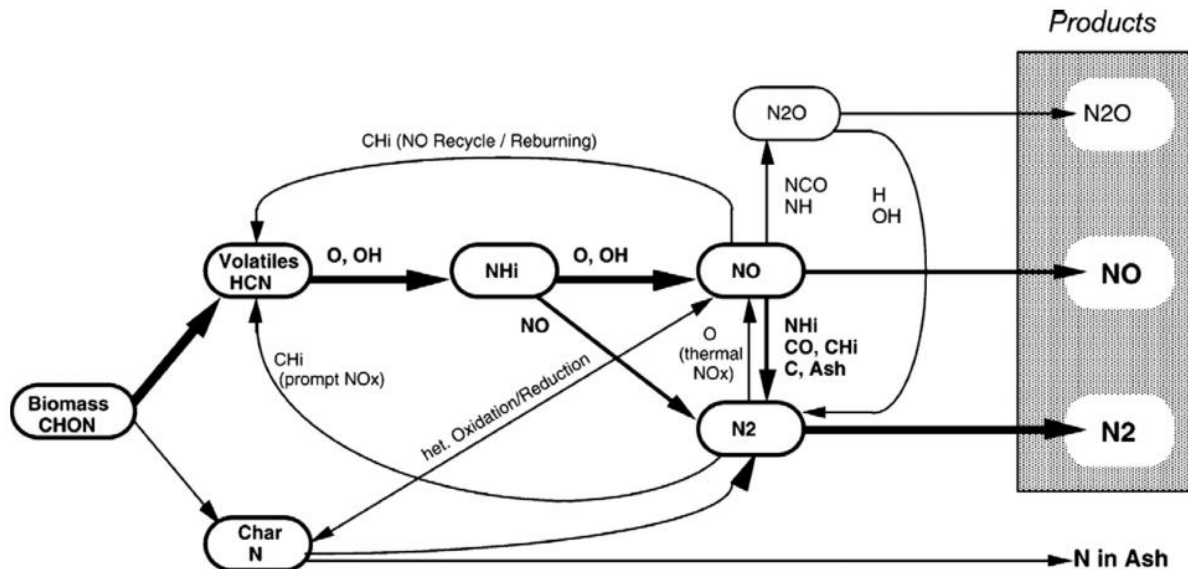 Products
N2O
N2O
CHi (NO Recycle / Reburning)
NCO
NH
H
OH
Volatiles
HCN
O, OH
NHi
O, OH
NO
NO
NO
NHi
CO, CHi
C, Ash
O
(thermal
NOx)
CHi
(prompt NOx)
het. Oxidation/Reduction
Biomass
CHON
N2
N2
Char
N
N in Ash